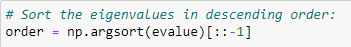 # Sort the eigenvalues in descending order:
order = np.argsort(evalue)[::-1]